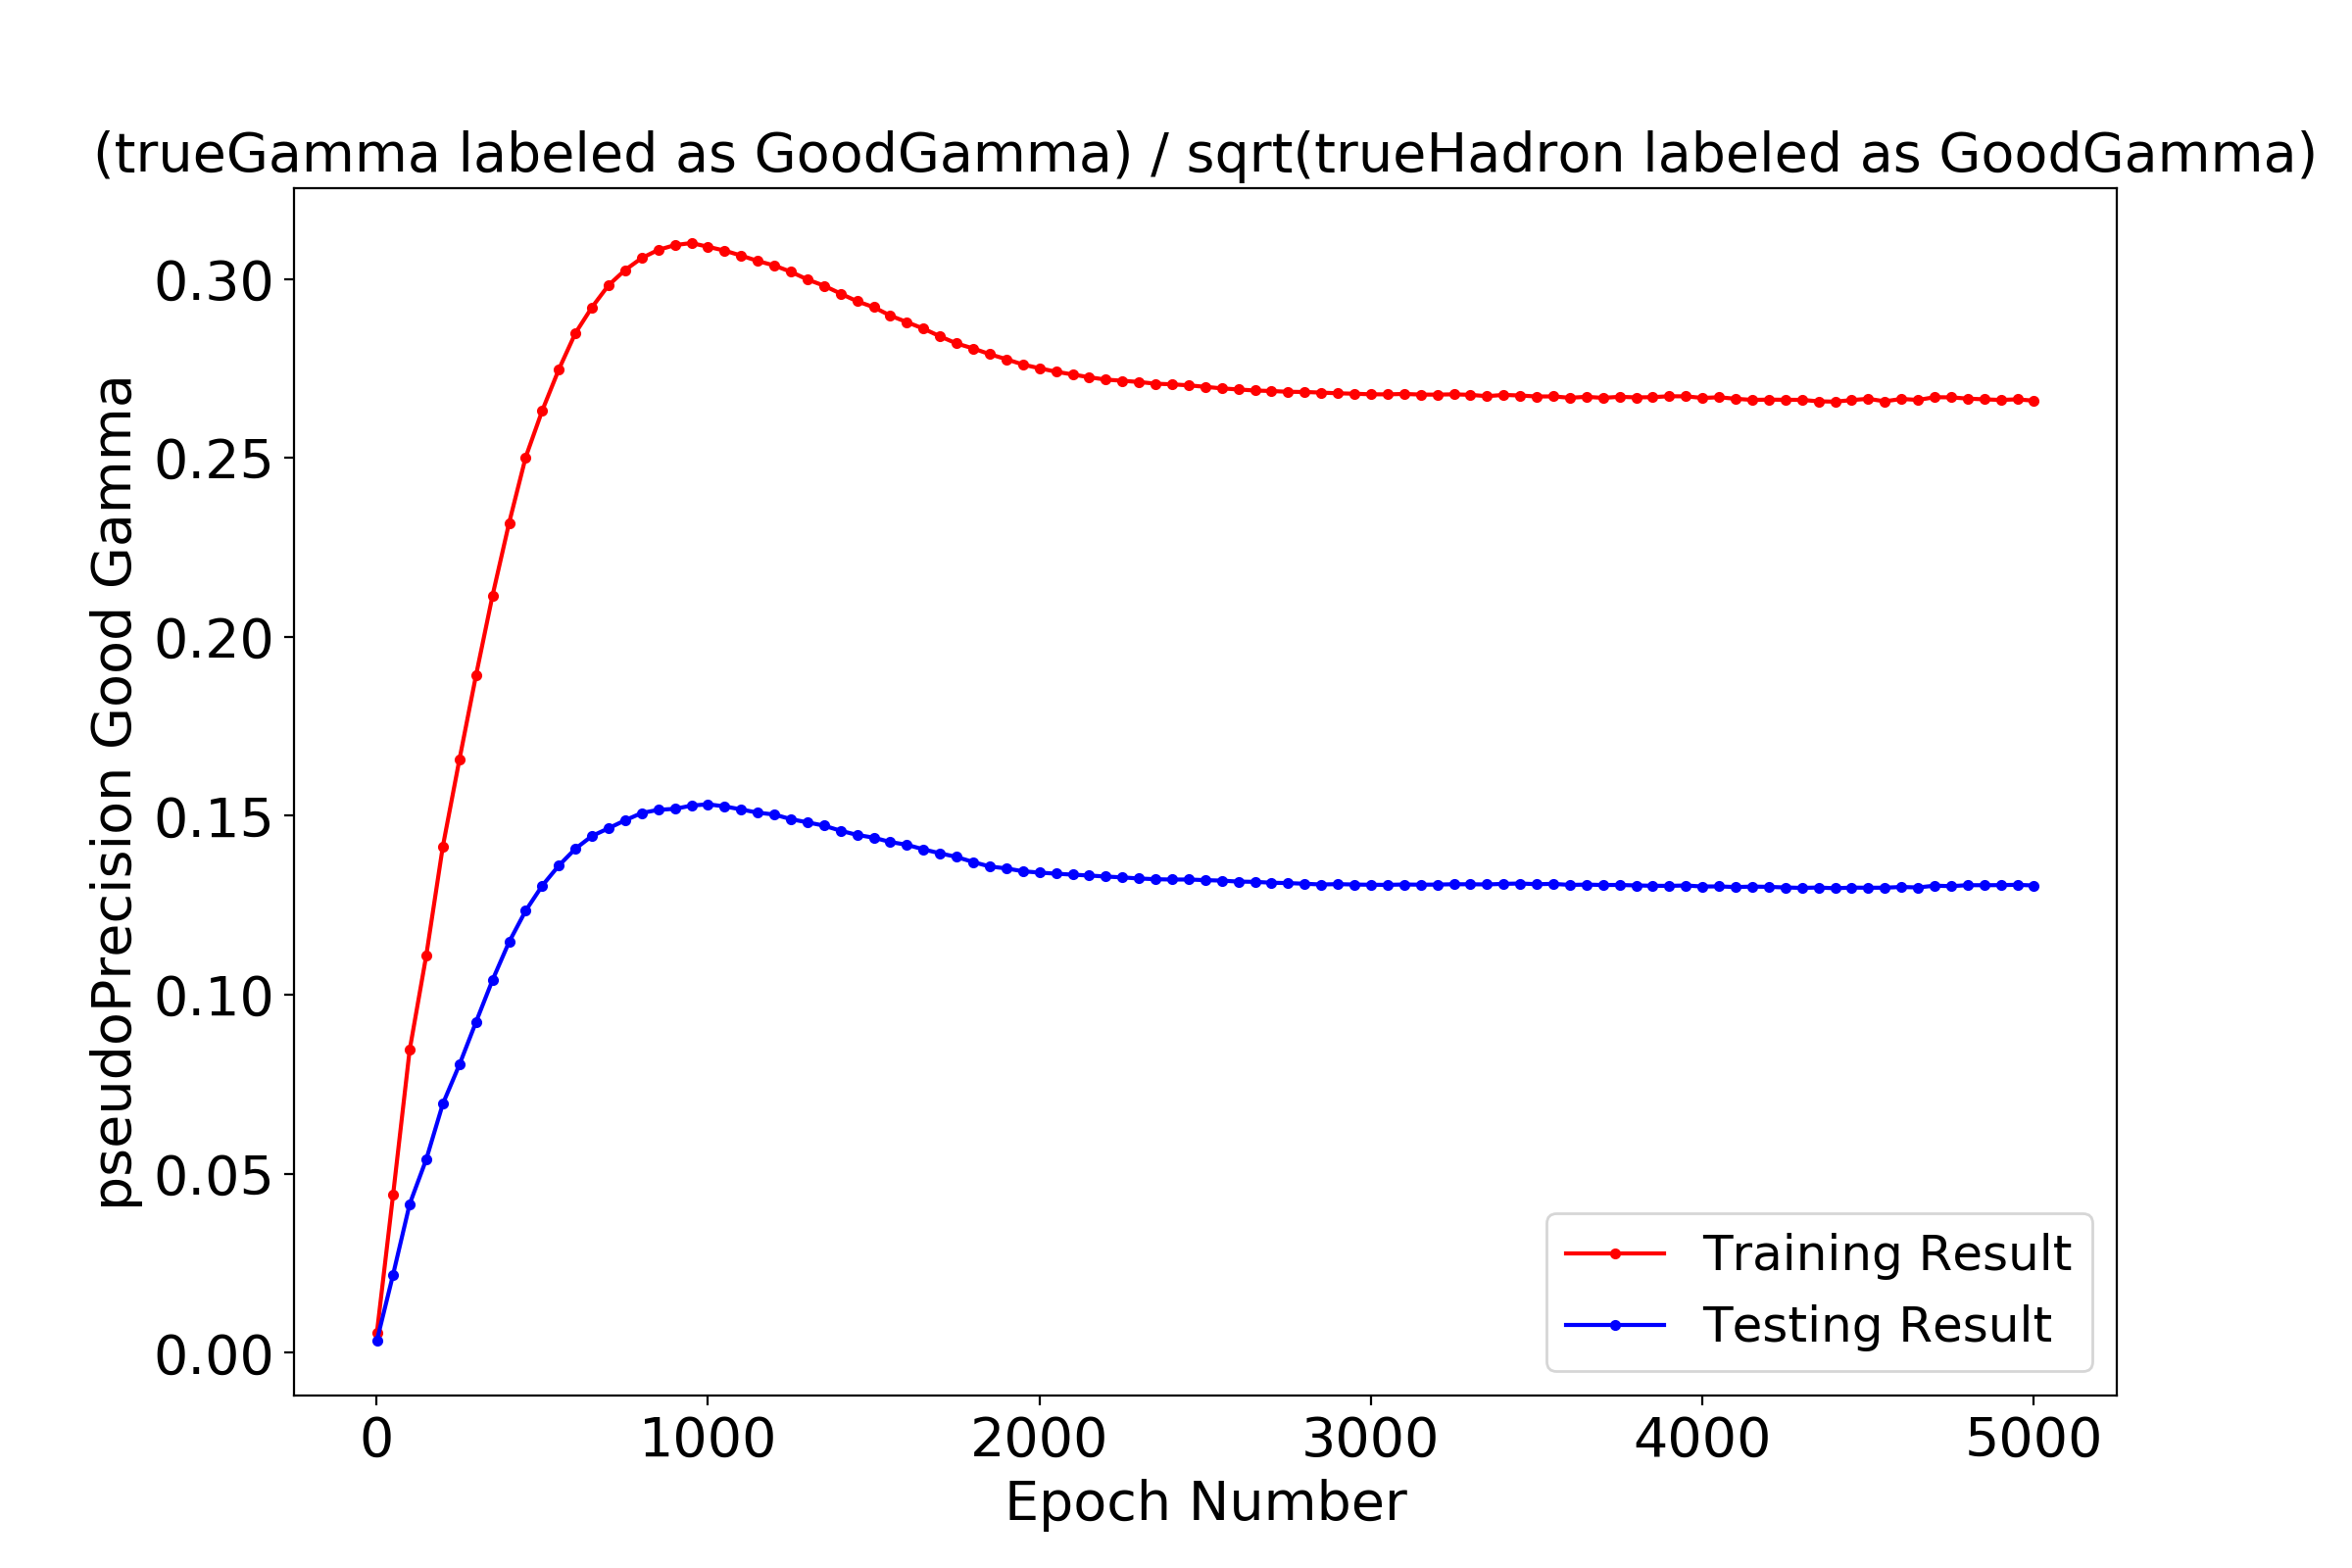 (trueGamma labeled as GoodGamma) / sqrt(trueHadron labeled as GoodGamma)
pseudoPrecision Good Gamma
0.30
0.25
0.20
0.15
0.10
0.05
0.00
Training Result
Testing Result
0 1000 2000 3000 4000 5000
Epoch Number